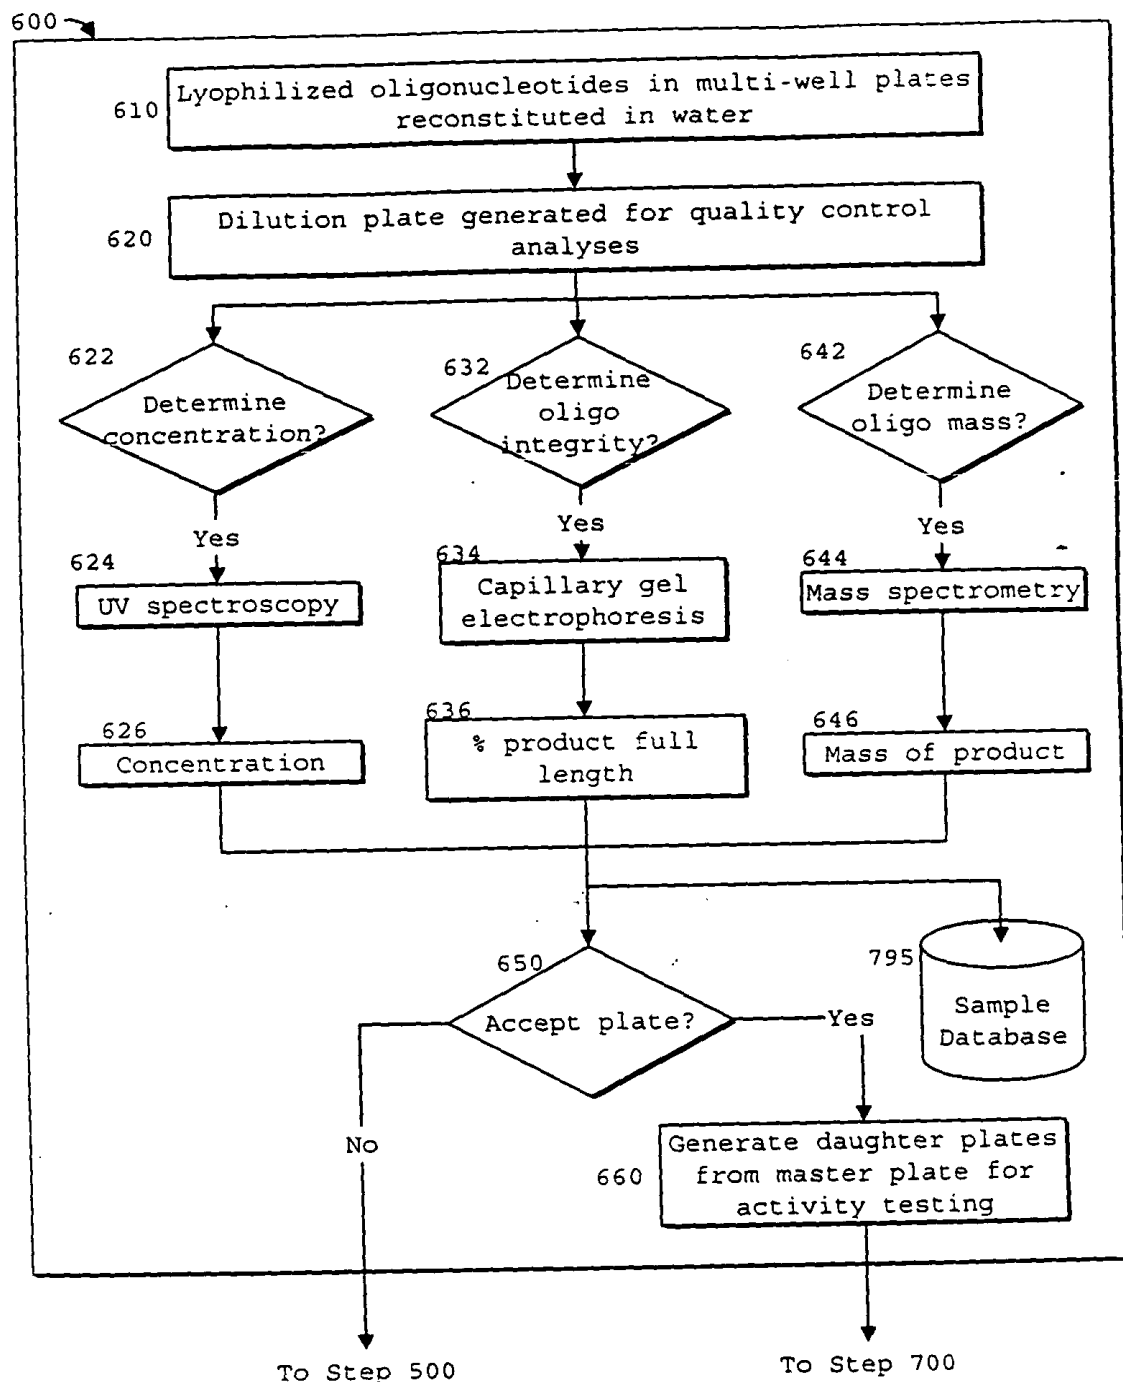 600
610
Lyophilized oligonucleotides in multi-well plates
reconstituted in water
620
Dilution plate generated for quality control
analyses
622
Determine
concentration?
632
Determine
oligo
integrity?
642
Determine
oligo mass?
Yes
Yes
Yes
624
UV spectroscopy
634
Capillary gel
electrophoresis
644
Mass spectrometry
626
Concentration
636
% product full
length
646
Mass of product
650
Accept plate?
Yes
795
Sample
Database
No
660
Generate daughter plates
from master plate for
activity testing
To Step 500
To Step 700